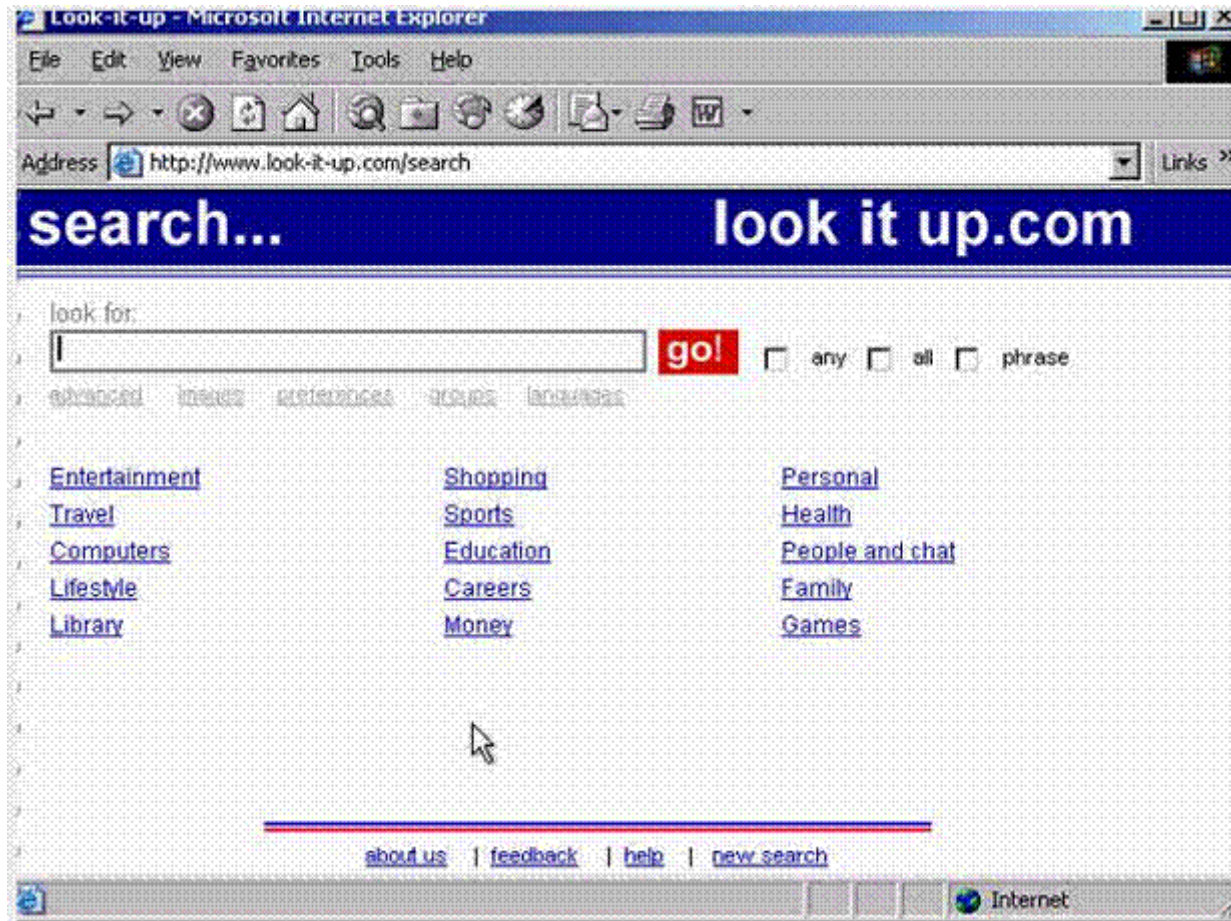 Look-it-up - Microsoft Internet Explorer
File Edit View Favorites Tools Help
W
Address http://www.look-it-up.com/search Links »
search... look it up.com
look for:
go! any all phrase
advanced images preferences groups languages
Entertainment Shopping Personal
Travel Sports Health
Computers Education People and chat
Lifestyle Careers Family
Library Money Games
about us | feedback | help | new search
Internet